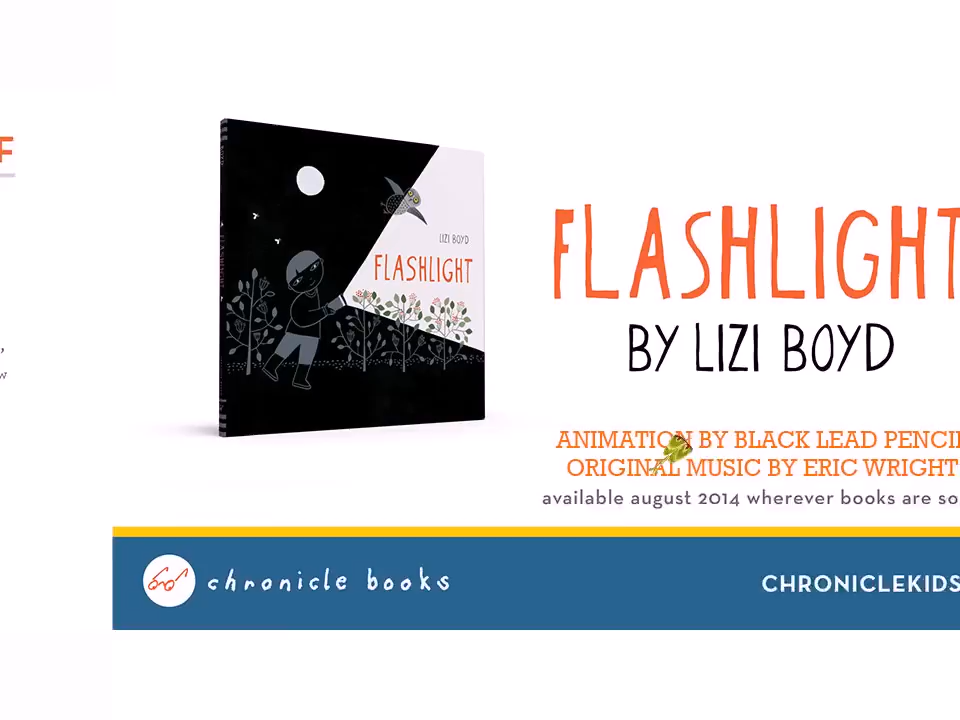 F
,
w
LIZI BOYD
FLASHLIGHT
FLASHLIGHT
BY LIZI BOYD
ANIMATION BY BLACK LEAD PENCIL
ORIGINAL MUSIC BY ERIC WRIGHT
available august 2014 wherever books are so
chronicle books
CHRONICLEKIDS